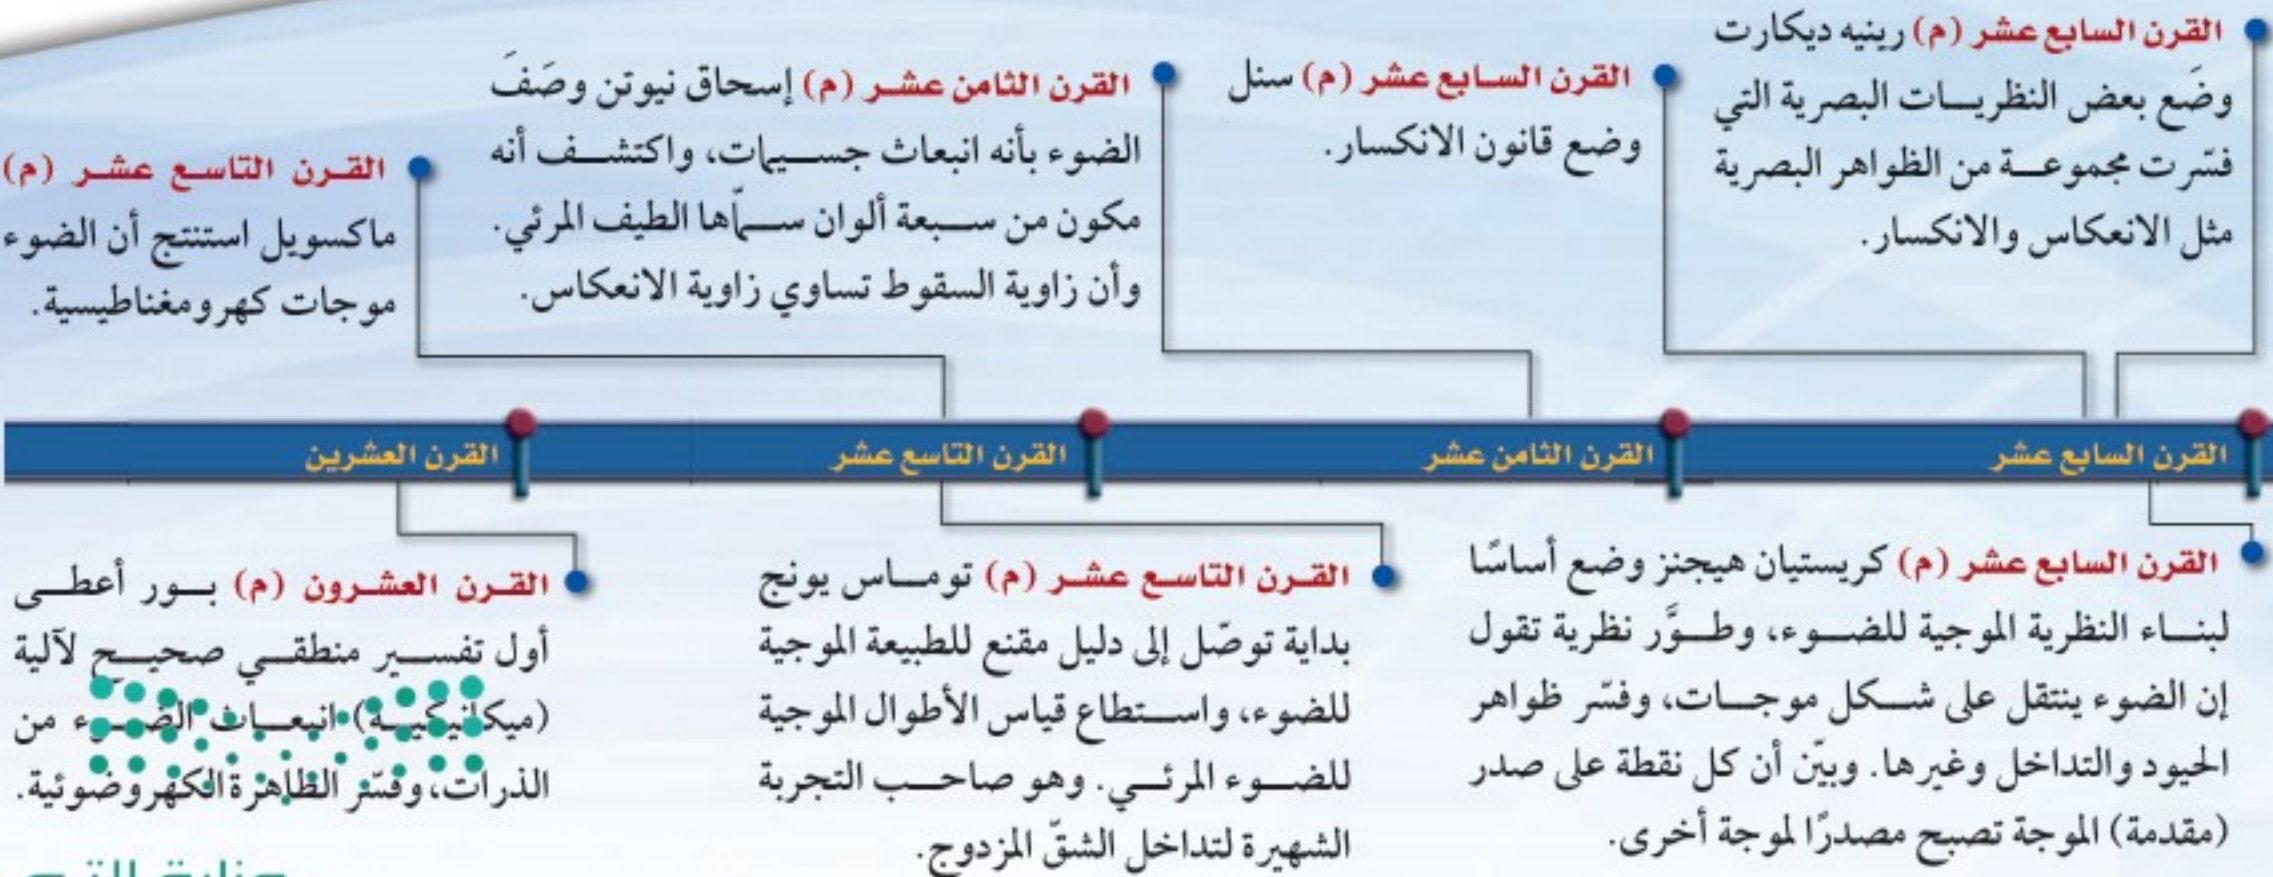 القرن السابع عشر (م) رينيه ديكارت
وضَع بعض النظريات البصرية التي
فسّرت مجموعة من الظواهر البصرية
مثل الانعكاس والانكسار.
القرن السابع عشر (م) سنل
وضع قانون الانكسار.
القرن الثامن عشر (م) إسحاق نيوتن وصَفَ
الضوء بأنه انبعاث جسيمات، واكتشف أنه
مكون من سبعة ألوان سمّاها الطيف المرئي.
وأن زاوية السقوط تساوي زاوية الانعكاس.
القرن التاسع عشر (م)
ماكسويل استنتج أن الضوء
موجات كهرومغناطيسية.
القرن السابع عشر
القرن الثامن عشر
القرن التاسع عشر
القرن العشرين
القرن السابع عشر (م) كريستيان هيجنز وضع أساسًا
لبناء النظرية الموجية للضوء، وطوَّر نظرية تقول
إن الضوء ينتقل على شكل موجات، وفسّر ظواهر
الحيود والتداخل وغيرها. وبيّن أن كل نقطة على صدر
(مقدمة) الموجة تصبح مصدرًا لموجة أخرى.
القرن التاسع عشر (م) توماس يونج
بداية توصّل إلى دليل مقنع للطبيعة الموجية
للضوء، واستطاع قياس الأطوال الموجية
للضوء المرئي. وهو صاحب التجربة
الشهيرة لتداخل الشقّ المزدوج.
القرن العشرون (م) بور أعطى
أول تفسير منطقي صحيح لآلية
(ميكانيكية) انبعاث الضوء من
الذرات، وفسّر الظاهرة الكهروضوئية.